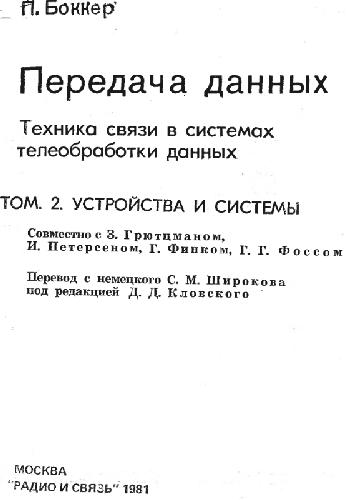 П. Боккер
Передача данных
Техника связи в системах
телеобработки данных
ТОМ. 2. УСТРОЙСТВА И СИСТЕМЫ
Совместно с З. Грютцманом,
И. Петерсеном, Г. Финком, Г. Г. Фоссом
Перевод с немецкого С. М. Широкова
под редакцией Д. Д. Кловского
МОСКВА
"РАДИО И СВЯЗЬ" 1981